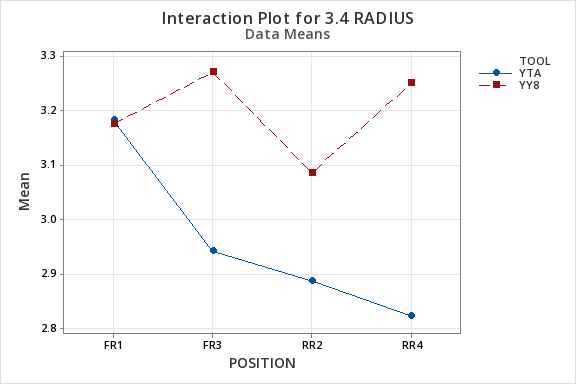 Interaction Plot for 3.4 RADIUS
Data Means
3.3
3.2
3.1
3.0
2.9
2.8
Mean
FR1 FR3 RR2 RR4
POSITION
TOOL
YTA
YY8